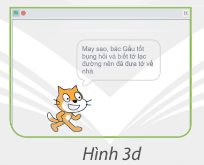 May sao, bác Gấu tốt
bụng hỏi và biết tớ lạc
đường nên đã đưa tớ về
nhà.
Hình 3d